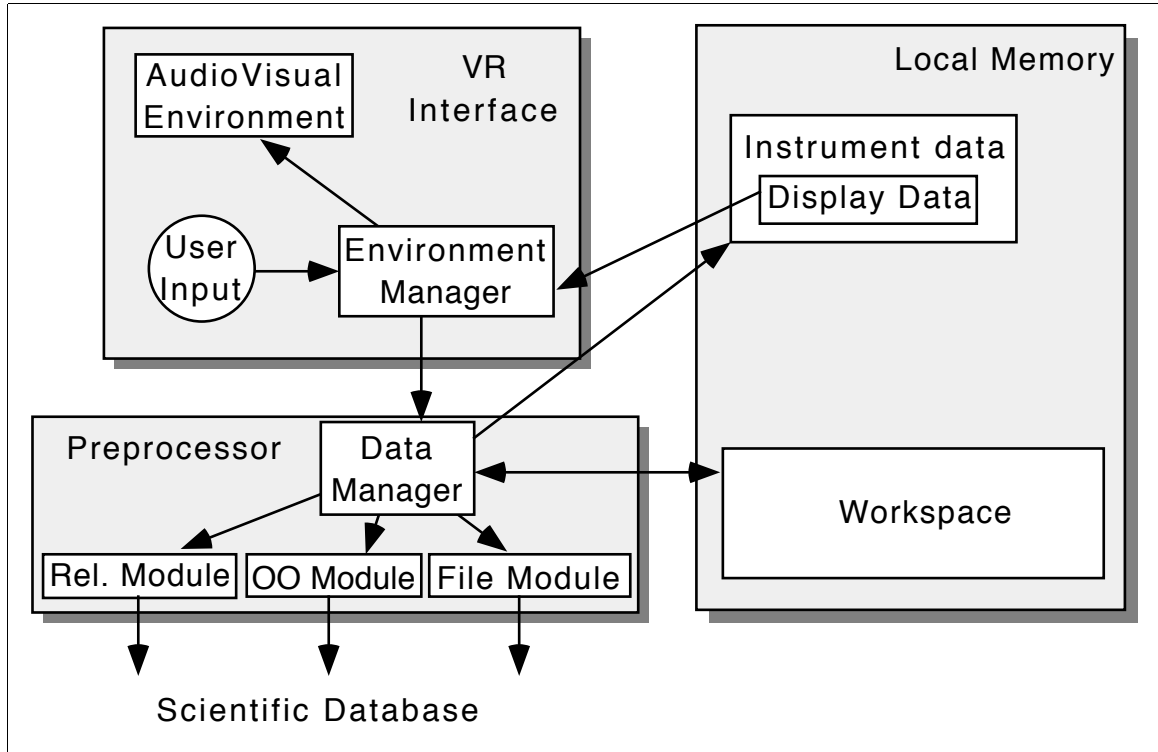 AudioVisual
Environment
VR
Interface
User
Input
Environment
Manager
Local Memory
Instrument data
Display Data
Preprocessor
Data
Manager
Rel. Module
OO Module
File Module
Workspace
Scientific Database